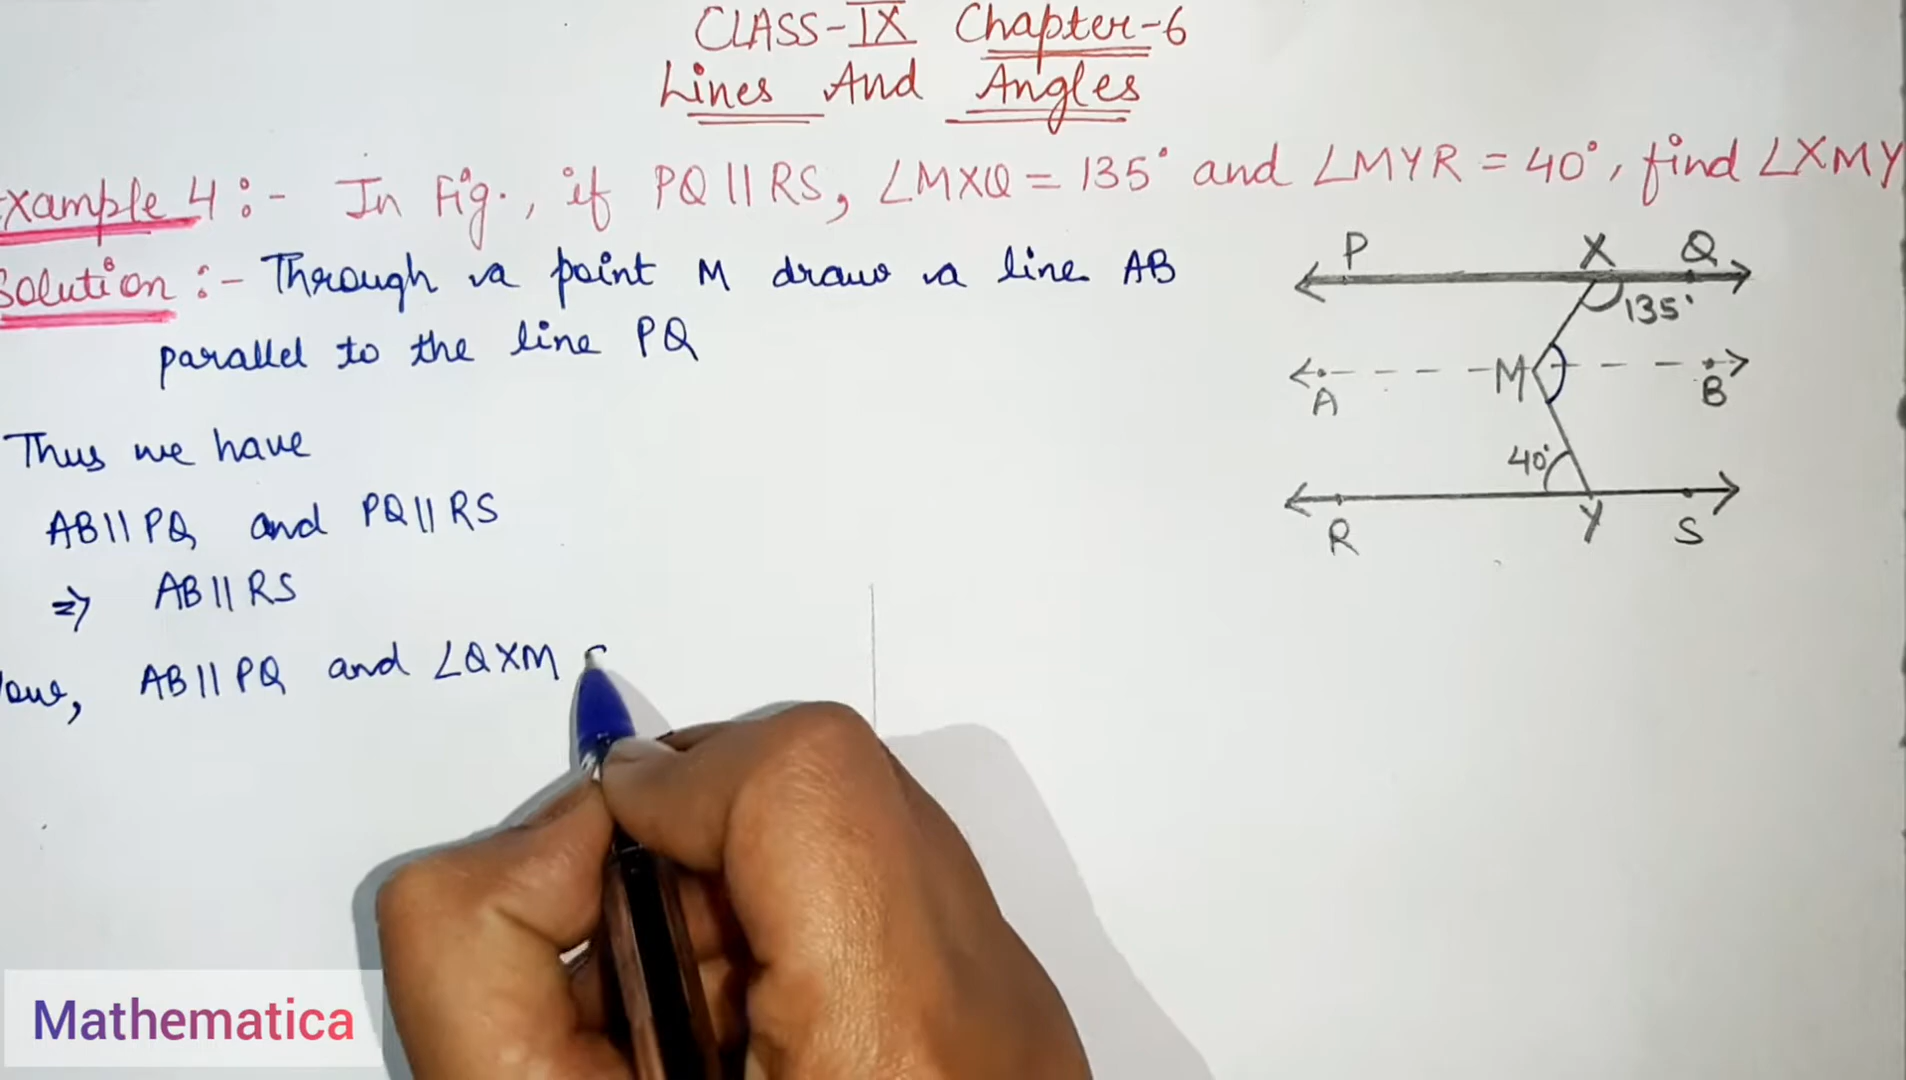 CLASS-IX Chapter-6
Lines And Angles
Example 4:- In Fig., if PQ || RS, ∠MXQ = 135° and ∠MYR = 40°, find ∠XMY
Solution:- Through a point M draw a line AB
parallel to the line PQ
Thus we have
AB || PQ and PQ || RS
⇒ AB || RS
AB || PQ and ∠QXM
P X Q
135°
M
A B
40°
R Y S
Mathematica